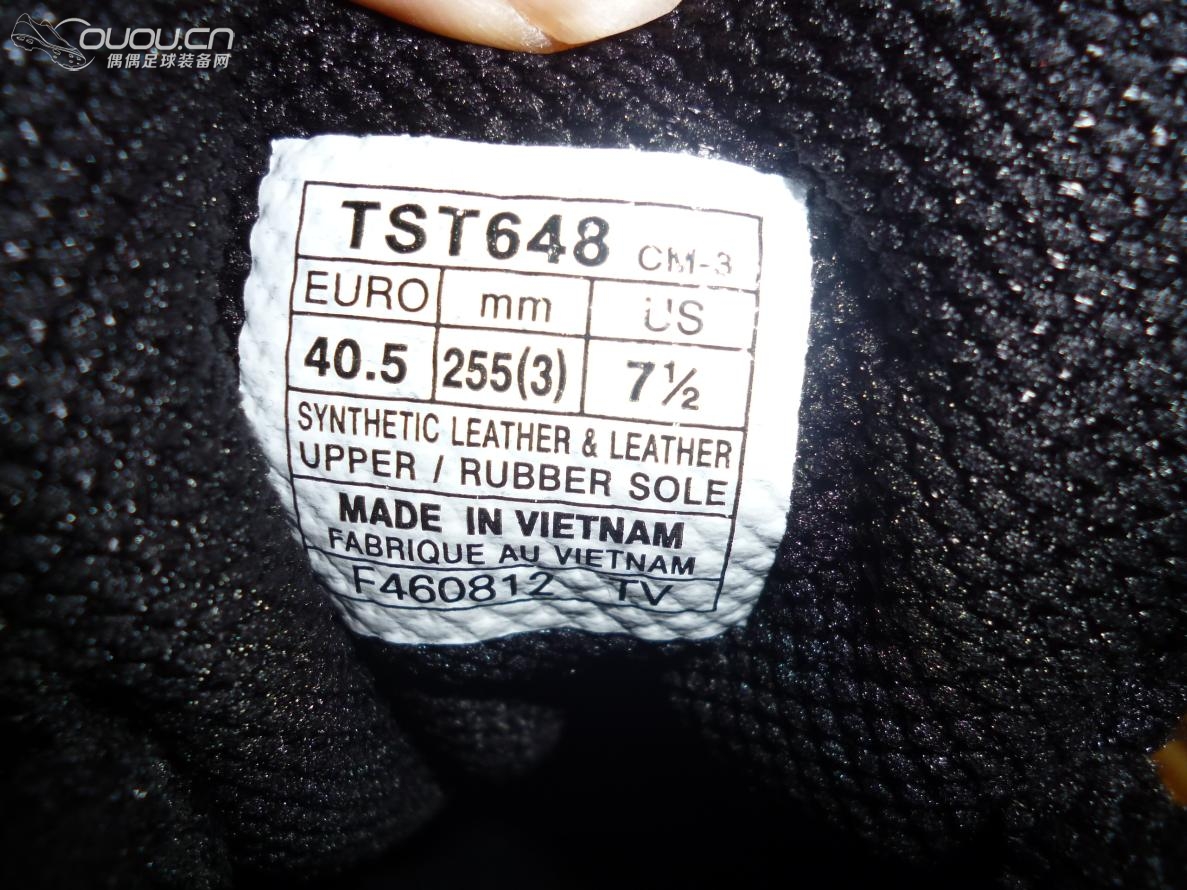 OUOU.CN
偶偶足球装备网
TST648 CM-3
EURO mm US
40.5 255(3) 7½
SYNTHETIC LEATHER & LEATHER
UPPER / RUBBER SOLE
MADE IN VIETNAM
FABRIQUE AU VIETNAM
F460812 TV